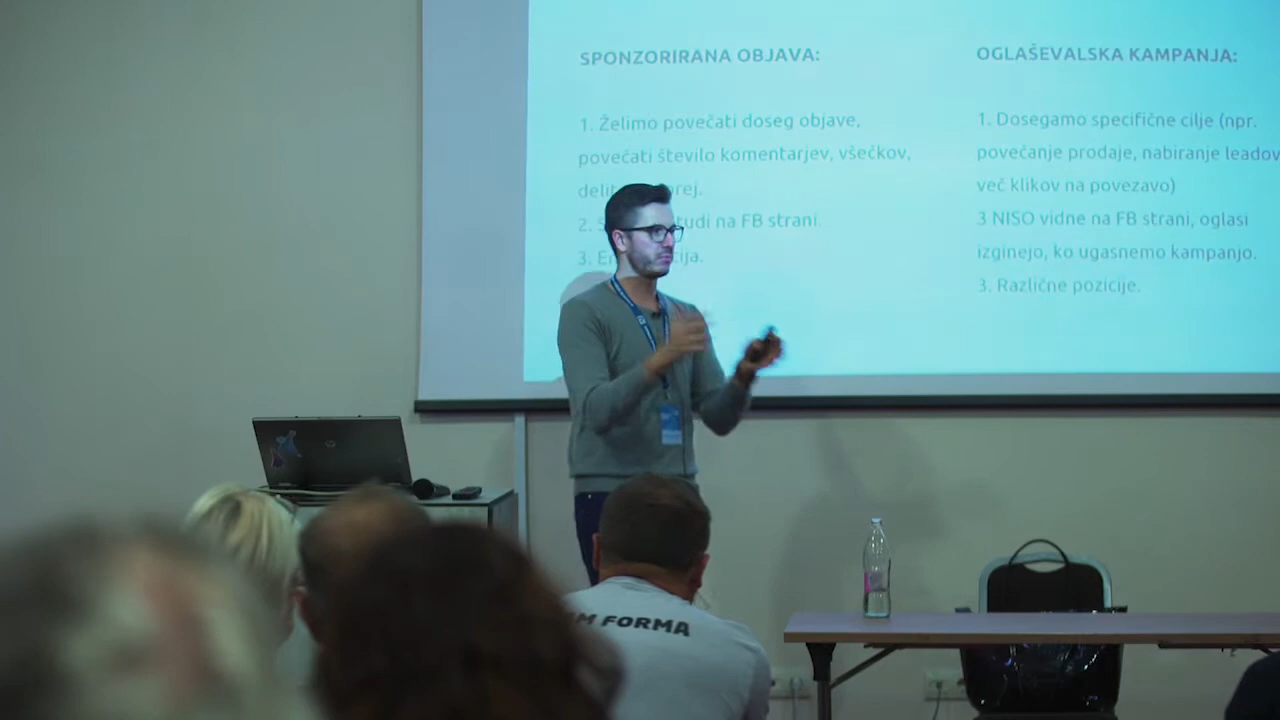 SPONZORIRANA OBJAVA:
1. Želimo povečati doseg objave,
povečati število komentarjev, všečkov,
2. tudi na FB strani.
3.
OGLAŠEVALSKA KAMPANJA:
1. Dosegamo specifične cilje (npr.
povečanje prodaje, nabiranje leadov
več klikov na povezavo)
3 NISO vidne na FB strani, oglasi
izginejo, ko ugasnemo kampanjo.
3. Različne pozicije.
FORMA